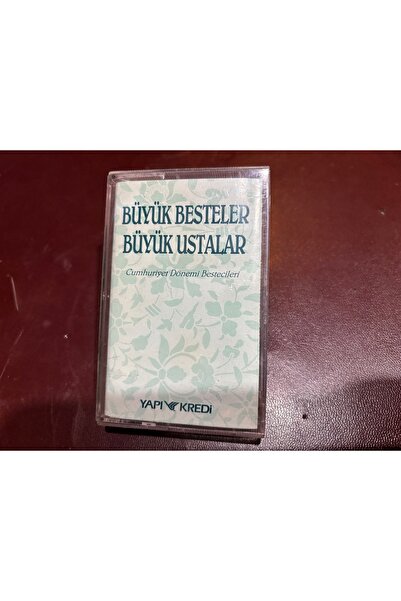 BÜYÜK BESTELER
BÜYÜK USTALAR
Cumhuriyet Dönemi Bestecileri
YAPI KREDİ